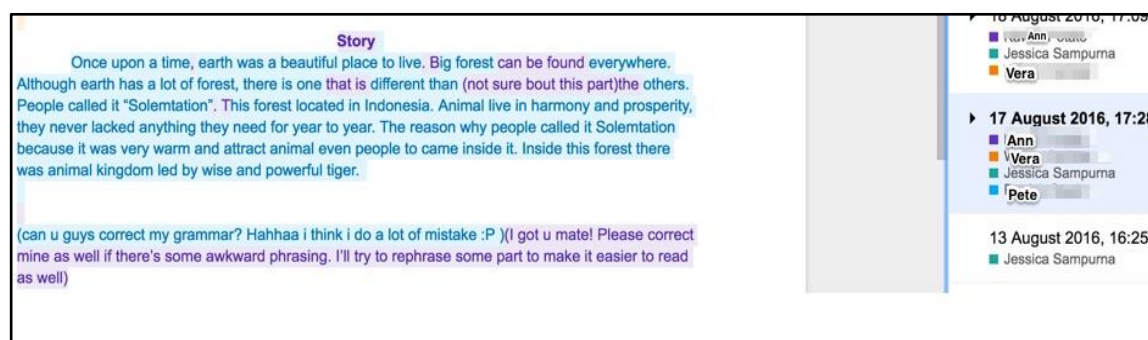 Story
Once upon a time, earth was a beautiful place to live. Big forest can be found everywhere.
Although earth has a lot of forest, there is one that is different than (not sure bout this part)the others.
People called it “Solemtation”. This forest located in Indonesia. Animal live in harmony and prosperity,
they never lacked anything they need for year to year. The reason why people called it Solemtation
because it was very warm and attract animal even people to came inside it. Inside this forest there
was animal kingdom led by wise and powerful tiger.
(can u guys correct my grammar? Hahhaa i think i do a lot of mistake :P )(I got u mate! Please correct
mine as well if there's some awkward phrasing. I'll try to rephrase some part to make it easier to read
as well)
August 2016, 17:09
Ann
Jessica Sampurna
Vera
17 August 2016, 17:28
Ann
Vera
Jessica Sampurna
Pete
13 August 2016, 16:25
Jessica Sampurna